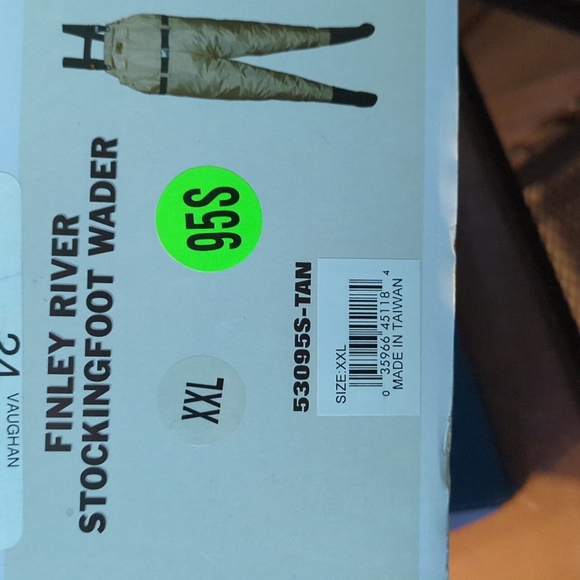 FINLEY RIVER
STOCKINGFOOT WADER
95S
XXL
53095S-TAN
SIZE:XXL
0 35966 45118 4
MADE IN TAIWAN
VAUGHAN